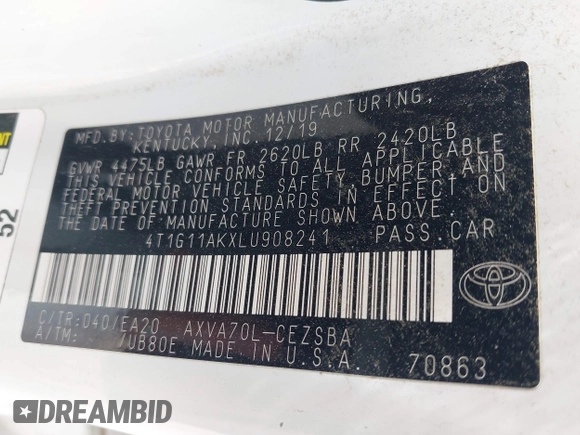 MFD.BY:TOYOTA MOTOR MANUFACTURING,
KENTUCKY,INC.12/19
GVWR 4475LB GAWR FR 2620LB RR 2420LB
THIS VEHICLE CONFORMS TO ALL APPLICABLE
FEDERAL MOTOR VEHICLE SAFETY,BUMPER,AND
THEFT PREVENTION STANDARDS IN EFFECT ON
THE DATE OF MANUFACTURE SHOWN ABOVE.
4T1G11AKXLU908241 PASS.CAR
C/TR:040/EA20 AXVA70L-CEZSBA
A/TM: /UB80E MADE IN U.S.A.
70863
TOYOTA
52
DREAMBID